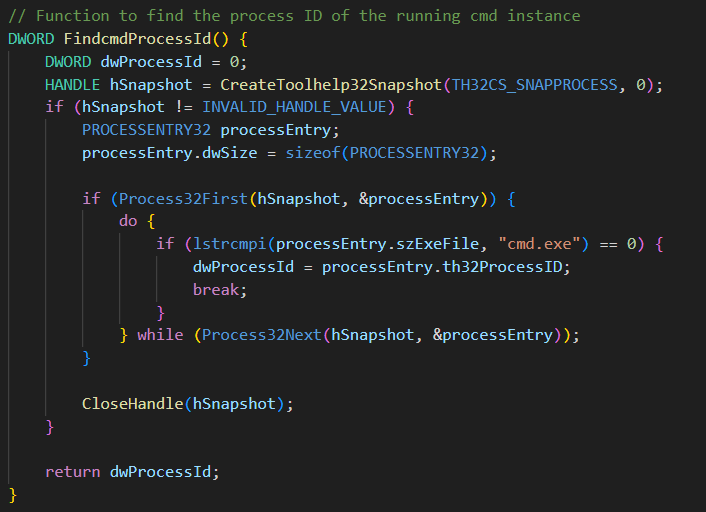 // Function to find the process ID of the running cmd instance
DWORD FindcmdProcessId() {
    DWORD dwProcessId = 0;
    HANDLE hSnapshot = CreateToolhelp32Snapshot(TH32CS_SNAPPROCESS, 0);
    if (hSnapshot != INVALID_HANDLE_VALUE) {
        PROCESSENTRY32 processEntry;
        processEntry.dwSize = sizeof(PROCESSENTRY32);

        if (Process32First(hSnapshot, &processEntry)) {
            do {
                if (lstrcmpi(processEntry.szExeFile, "cmd.exe") == 0) {
                    dwProcessId = processEntry.th32ProcessID;
                    break;
                }
            } while (Process32Next(hSnapshot, &processEntry));
        }

        CloseHandle(hSnapshot);
    }

    return dwProcessId;
}